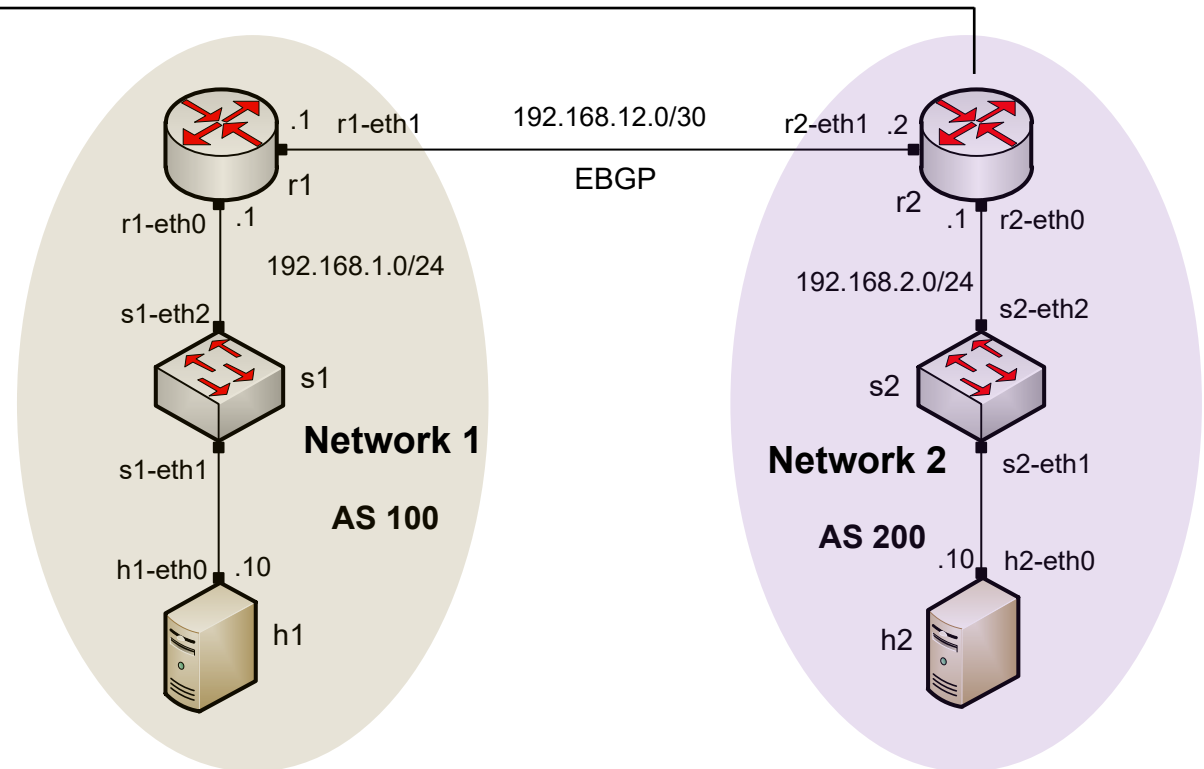 .1 r1-eth1 192.168.12.0/30 r2-eth1 .2
EBGP
r1
r2
r1-eth0 .1
.1 r2-eth0
192.168.1.0/24
192.168.2.0/24
s1-eth2
s2-eth2
s1
s2
Network 1
Network 2
s1-eth1
s2-eth1
AS 100
AS 200
h1-eth0 .10
.10 h2-eth0
h1
h2